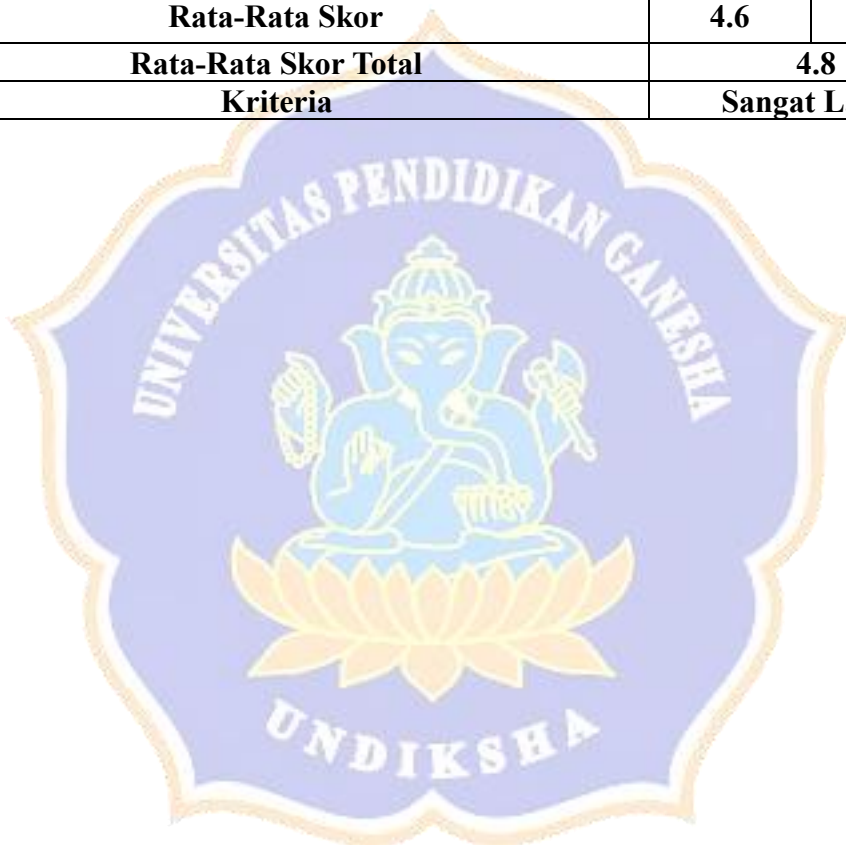 Rata-Rata Skor 4.6
Rata-Rata Skor Total 4.8
Kriteria Sangat L
UNIVERSITAS PENDIDIKAN GANESHA
UNDIKSHA